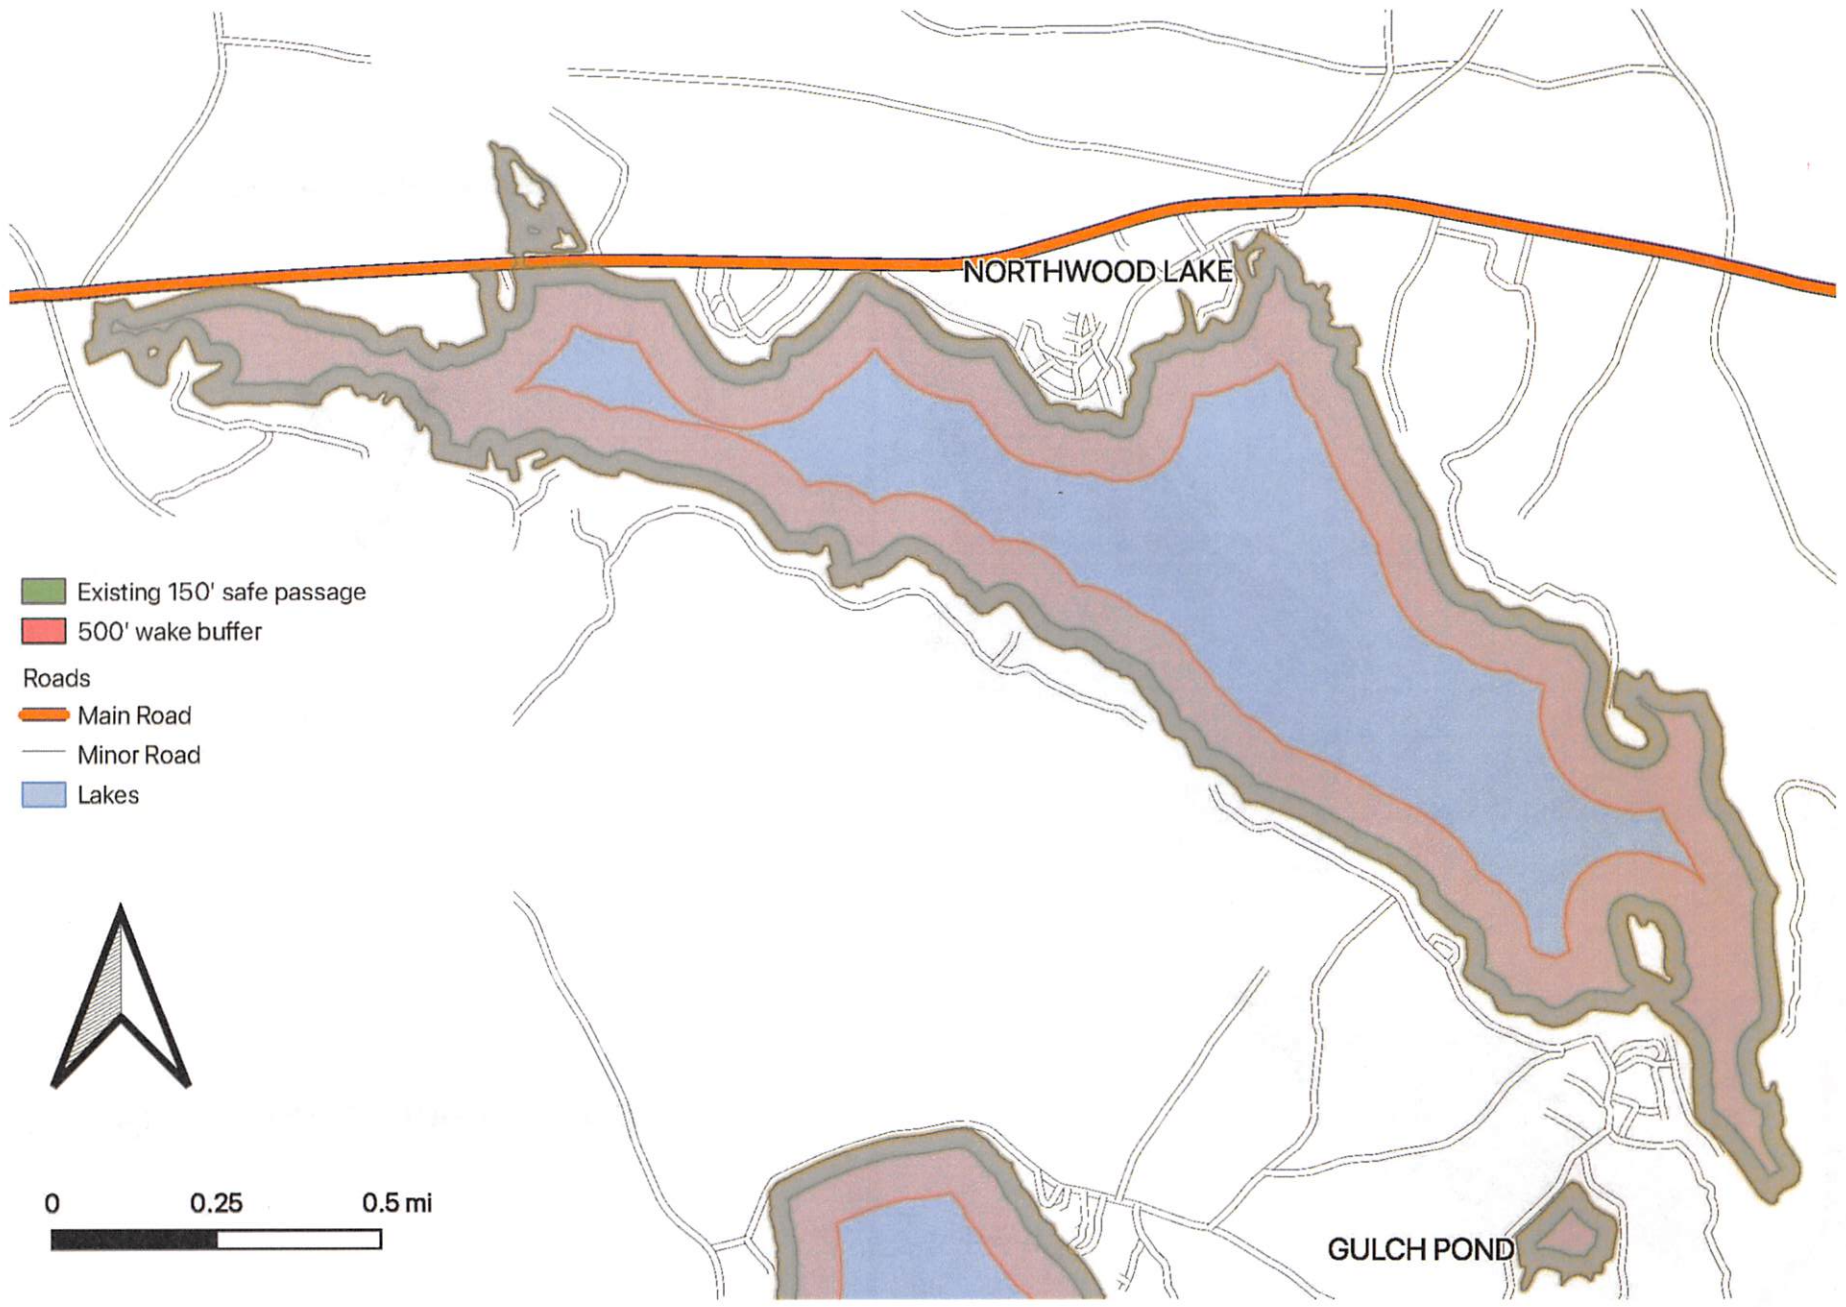 NORTHWOOD LAKE
Existing 150' safe passage
500' wake buffer
Roads
Main Road
Minor Road
Lakes
0 0.25 0.5 mi
GULCH POND